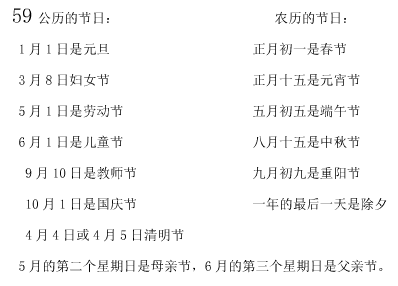 59 公历的节日： 农历的节日：
1月1日是元旦 正月初一是春节
3月8日妇女节 正月十五是元宵节
5月1日是劳动节 五月初五是端午节
6月1日是儿童节 八月十五是中秋节
9月10日是教师节 九月初九是重阳节
10月1日是国庆节 一年的最后一天是除夕
4月4日或4月5日清明节
5月的第二个星期日是母亲节，6月的第三个星期日是父亲节。